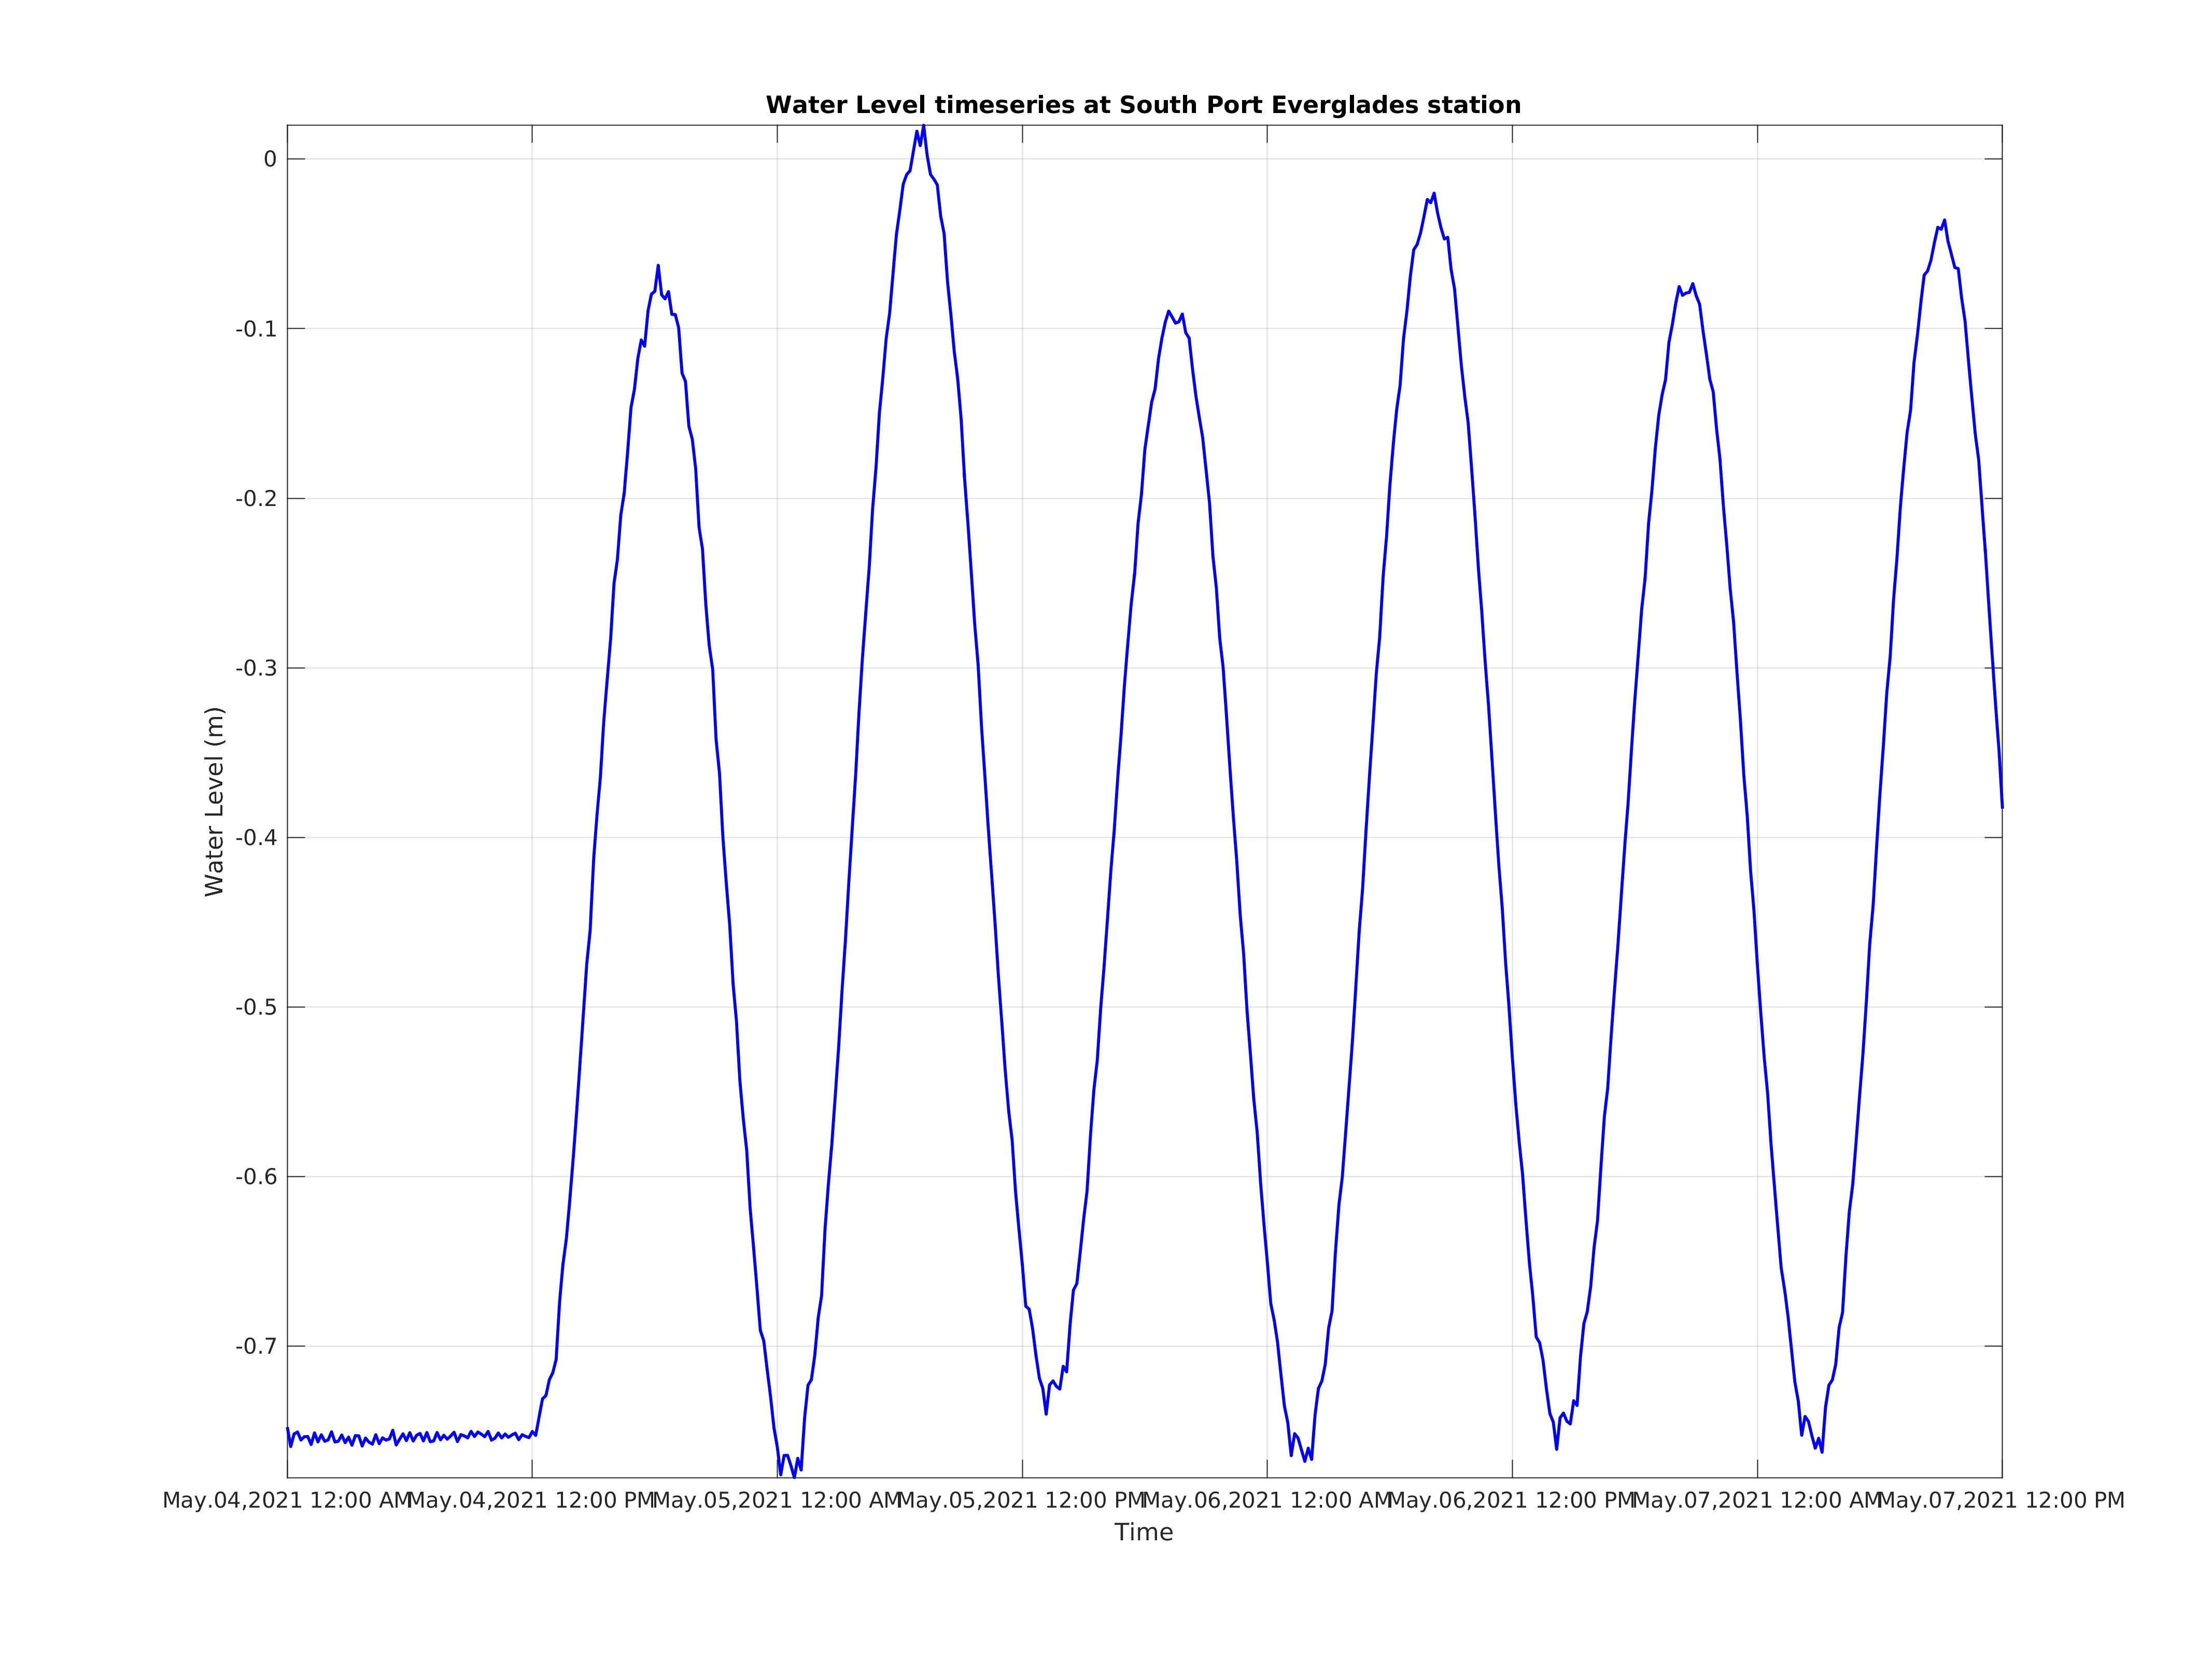 Water Level timeseries at South Port Everglades station
0
-0.1
-0.2
-0.3
-0.4
-0.5
-0.6
-0.7
Water Level (m)
May.04,2021 12:00 AM
May.04,2021 12:00 PM
May.05,2021 12:00 AM
May.05,2021 12:00 PM
May.06,2021 12:00 AM
May.06,2021 12:00 PM
May.07,2021 12:00 AM
May.07,2021 12:00 PM
Time